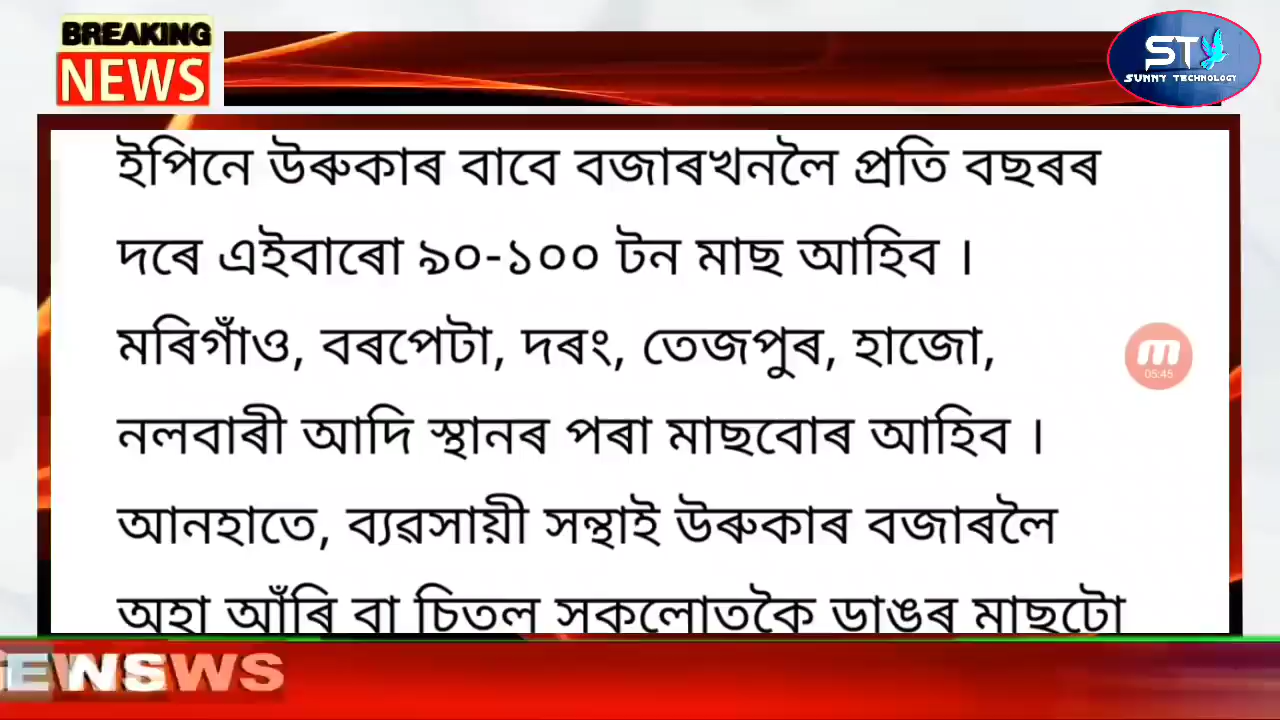 BREAKING
NEWS
ST
SUNNY TECHNOLOGY
ইপিনে উৰুকাৰ বাবে বজাৰখনলৈ প্ৰতি বছৰৰ
দৰে এইবাৰো ৯০-১০০ টন মাছ আহিব ।
মৰিগাঁও, বৰপেটা, দৰং, তেজপুৰ, হাজো,
নলবাৰী আদি স্থানৰ পৰা মাছবোৰ আহিব ।
আনহাতে, ব্যৱসায়ী সন্থাই উৰুকাৰ বজাৰলৈ
অহা আঁৰি বা চিতল সকলোতকৈ ডাঙৰ মাছটো
05:45